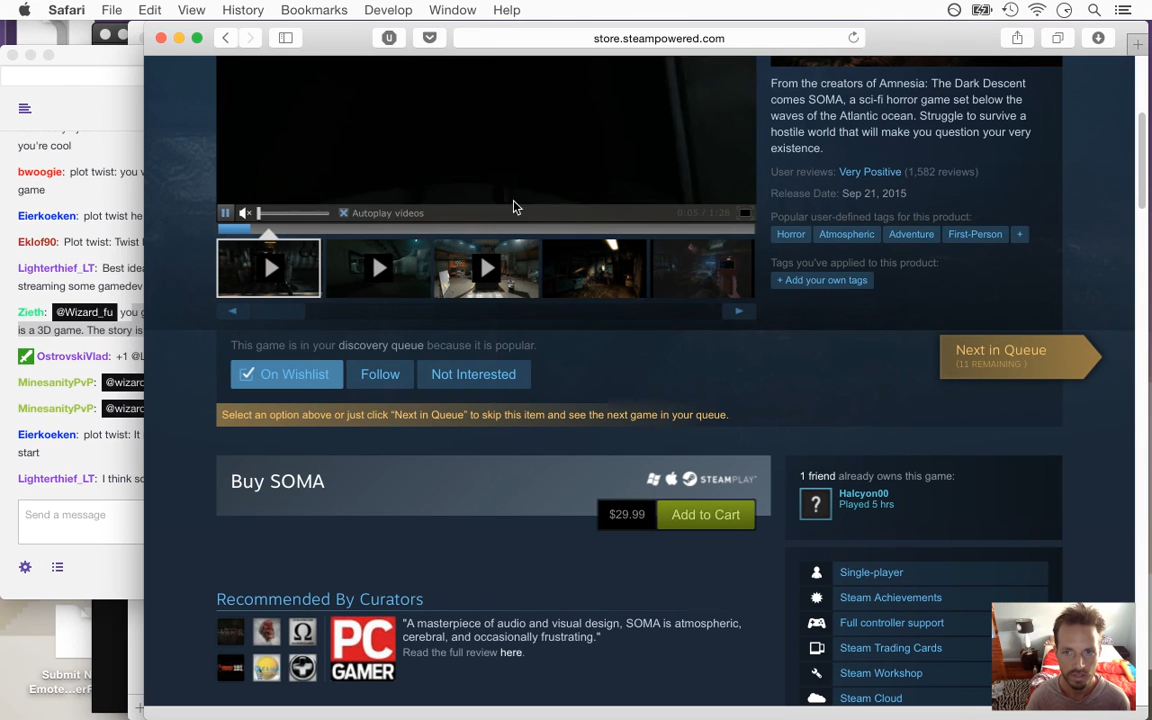 Safari File Edit View History Bookmarks Develop Window Help
store.steampowered.com
you're cool
bwoogie: plot twist: you
game
Eierkoeken: plot twist he
Eklof90: Plot twist: Twist
Lighterthief_LT: Best idea
streaming some gamedev
Zieth: @Wizard_fu you
is a 3D game. The story is
OstrovskiVlad: +1 @L
MinesanityPvP: @wizard
MinesanityPvP: @wizard
Eierkoeken: plot twist: It
start
Lighterthief_LT: I think so
Send a message
Submit N
Emote...erF
From the creators of Amnesia: The Dark Descent
comes SOMA, a sci-fi horror game set below the
waves of the Atlantic ocean. Struggle to survive a
hostile world that will make you question your very
existence.
User reviews: Very Positive (1,582 reviews)
Release Date: Sep 21, 2015
Popular user-defined tags for this product:
Horror Atmospheric Adventure First-Person +
Tags you've applied to this product:
+ Add your own tags
Autoplay videos 0:05 / 1:28
This game is in your discovery queue because it is popular.
On Wishlist Follow Not Interested
Next in Queue
(11 REMAINING )
Select an option above or just click “Next in Queue” to skip this item and see the next game in your queue.
Buy SOMA
STEAMPLAY
$29.99 Add to Cart
1 friend already owns this game:
Halcyon00
Played 5 hrs
Single-player
Steam Achievements
Full controller support
Steam Trading Cards
Steam Workshop
Steam Cloud
Recommended By Curators
PC
GAMER
"A masterpiece of audio and visual design, SOMA is atmospheric,
cerebral, and occasionally frustrating."
Read the full review here.